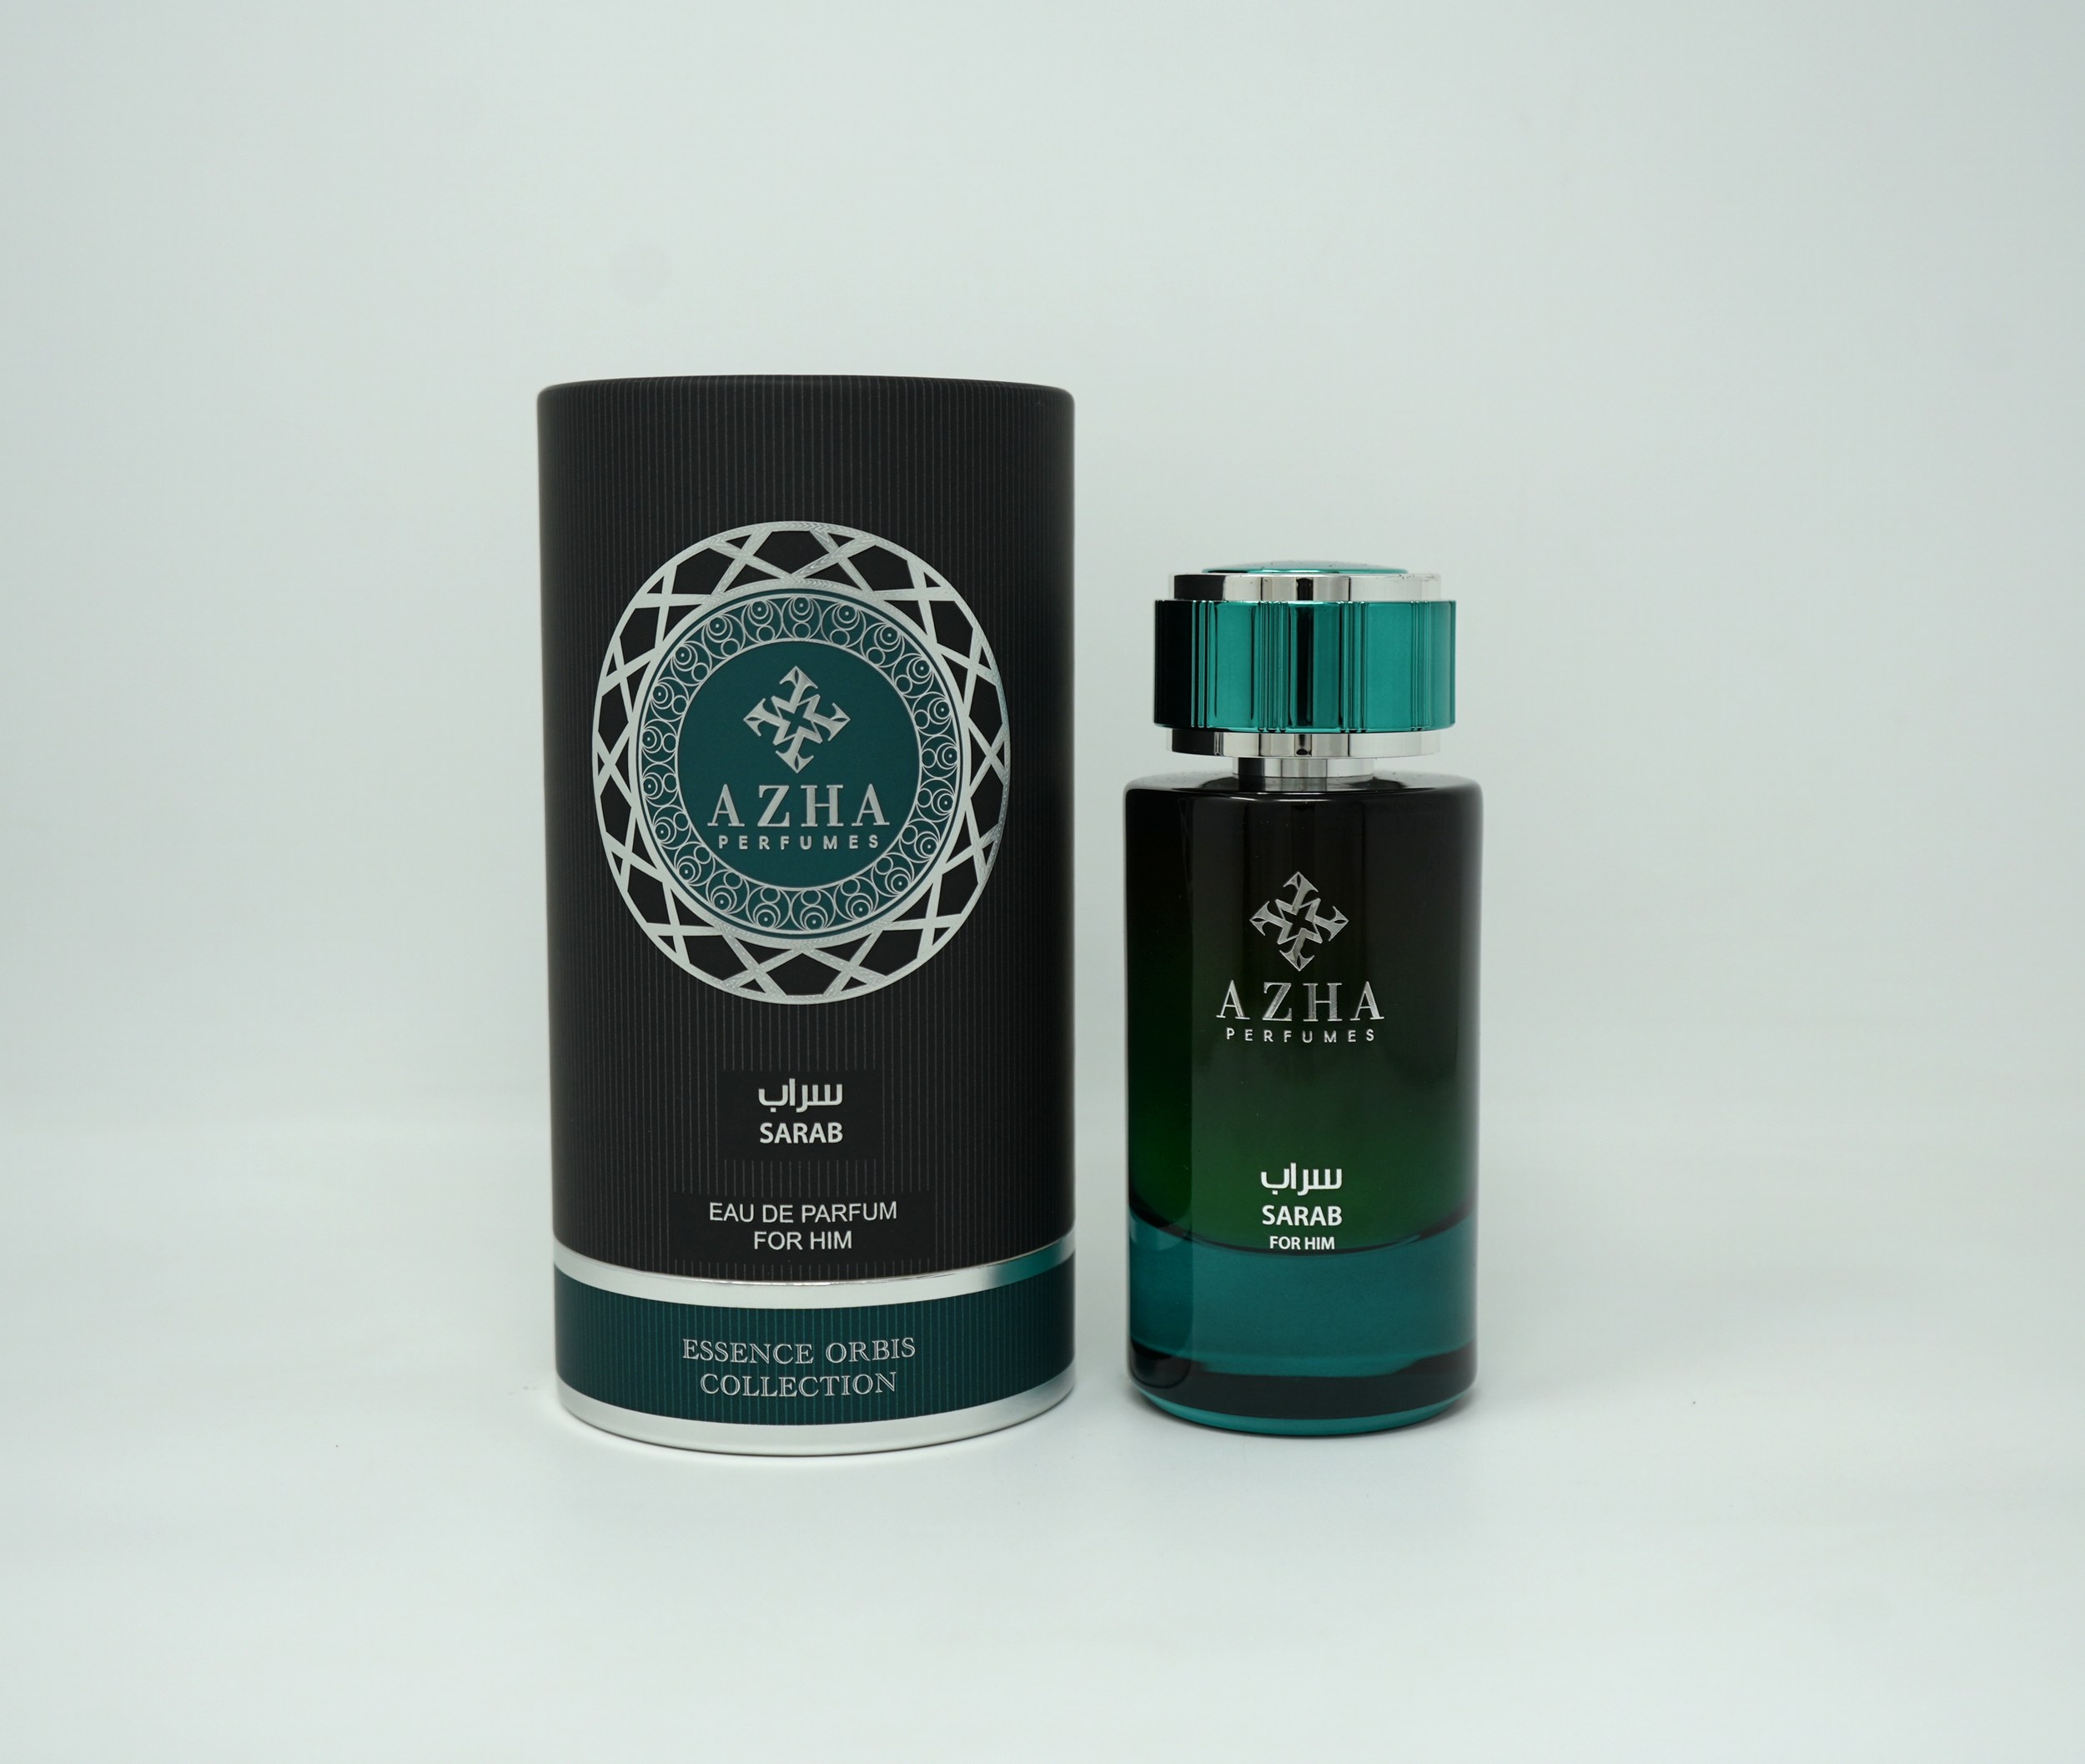 AZHA
PERFUMES
سراب
SARAB
EAU DE PARFUM
FOR HIM
ESSENCE ORBIS
COLLECTION
AZHA
PERFUMES
سراب
SARAB
FOR HIM